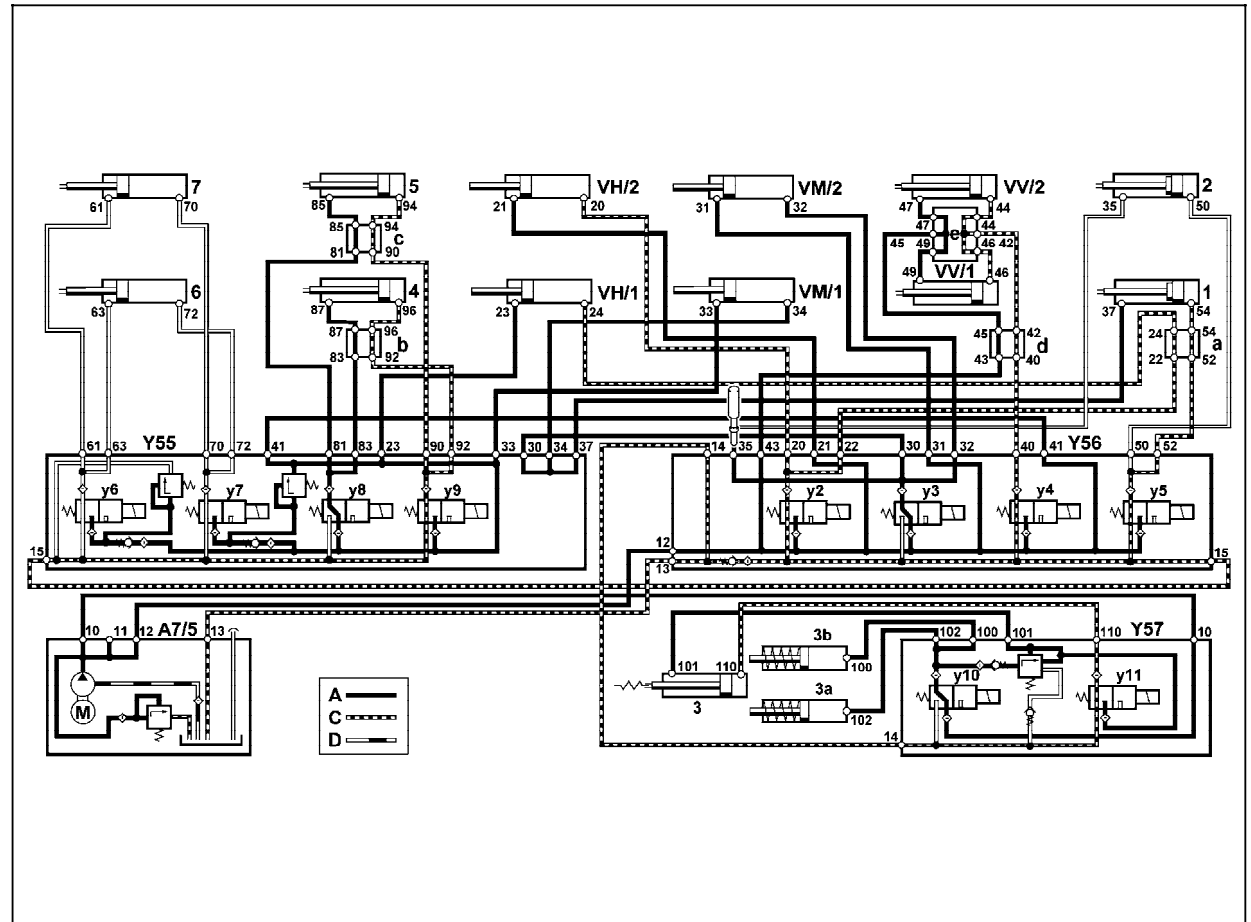 7 5 VH/2 VM/2 VV/2 2
61 70 85 94 21 20 31 32 47 44 35 50
85 94 47 44
c 45 e 42
81 90 49 46
6 4 VH/1 VM/1 49 VV/1 46 1
63 72 87 96 23 24 33 34 37 54
87 96 45 42 24 54
b d a
83 92 43 40 22 52
61 63 Y55 70 72 41 81 83 23 90 92 33 30 34 37 14 35 43 20 21 22 30 31 32 40 41 Y56 50 52
y6 y7 y8 y9 y2 y3 y4 y5
15 12 15
13
10 11 12 A7/5 13 102 100 101 110 Y57 10
3b
101 110 100
y10 y11
M A 3 3a
C 102
D 14